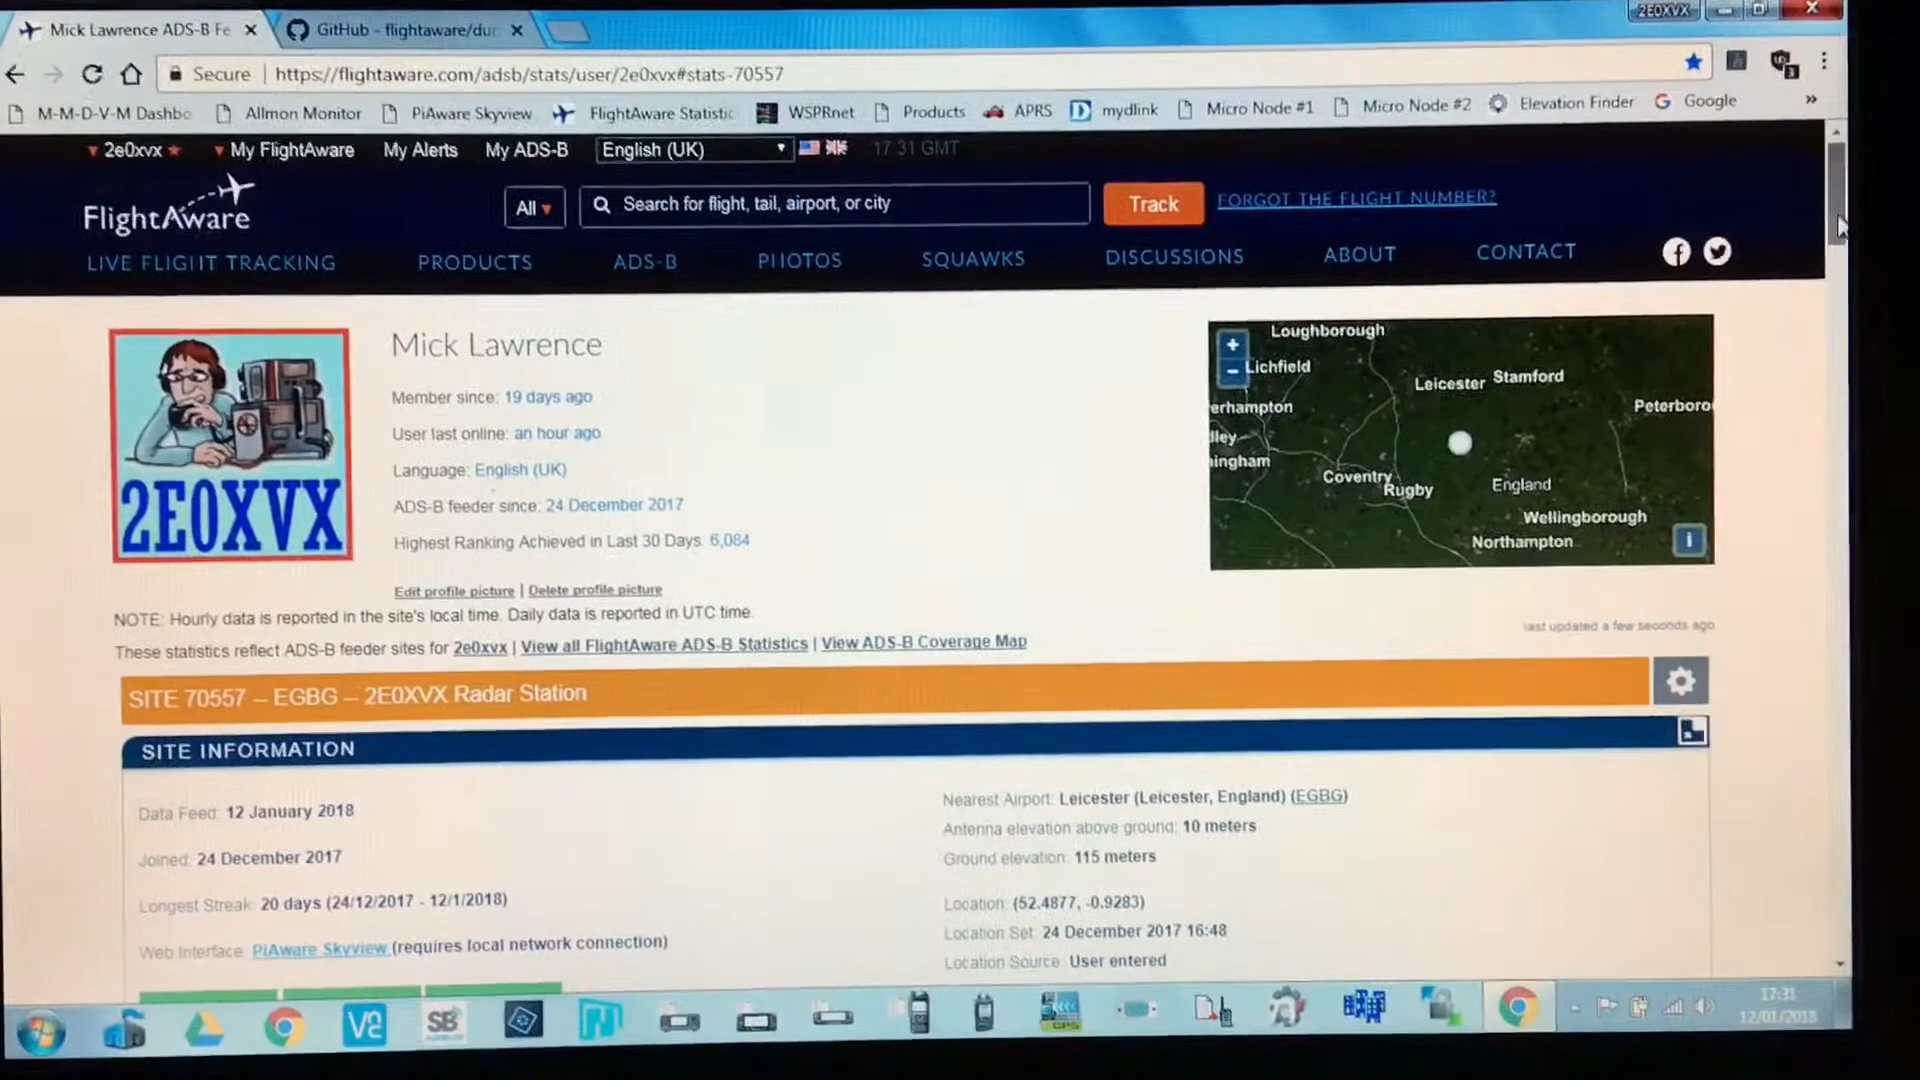 2E0XVX
Mick Lawrence ADS-B Fe
GitHub - flightaware/dum
Secure | https://flightaware.com/adsb/stats/user/2e0xvx#stats-70557
M-M-D-V-M Dashbo Allmon Monitor PiAware Skyview FlightAware Statistic WSPRnet Products APRS mydlink Micro Node #1 Micro Node #2 Elevation Finder Google »
2e0xvx My FlightAware My Alerts My ADS-B English (UK) 17:31 GMT
FlightAware
All
Search for flight, tail, airport, or city
Track
FORGOT THE FLIGHT NUMBER?
LIVE FLIGHT TRACKING PRODUCTS ADS-B PHOTOS SQUAWKS DISCUSSIONS ABOUT CONTACT
2E0XVX
Mick Lawrence
Member since: 19 days ago
User last online: an hour ago
Language: English (UK)
ADS-B feeder since: 24 December 2017
Highest Ranking Achieved in Last 30 Days: 6,084
Edit profile picture | Delete profile picture
+
-
Loughborough
Lichfield
Leicester Stamford
erhampton
Peterboro
lley
ingham
Coventry
Rugby
England
Wellingborough
Northampton
i
NOTE: Hourly data is reported in the site's local time. Daily data is reported in UTC time.
last updated a few seconds ago
These statistics reflect ADS-B feeder sites for 2e0xvx | View all FlightAware ADS-B Statistics | View ADS-B Coverage Map
SITE 70557 – EGBG – 2E0XVX Radar Station
SITE INFORMATION
Data Feed: 12 January 2018
Joined: 24 December 2017
Longest Streak: 20 days (24/12/2017 - 12/1/2018)
Web Interface: PiAware Skyview (requires local network connection)
Nearest Airport: Leicester (Leicester, England) (EGBG)
Antenna elevation above ground: 10 meters
Ground elevation: 115 meters
Location: (52.4877, -0.9283)
Location Set: 24 December 2017 16:48
Location Source: User entered
SB
17:31
12/01/2018